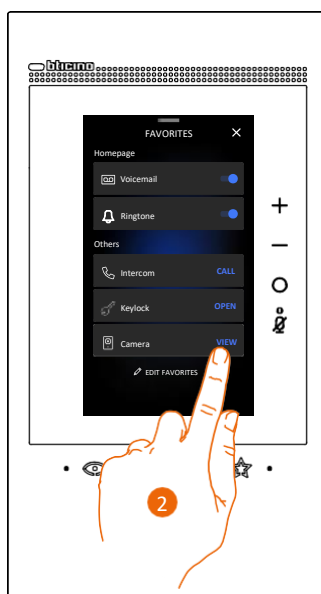 bticino
FAVORITES
Homepage
Voicemail
Ringtone
Others
Intercom CALL
Keylock OPEN
Camera VIEW
EDIT FAVORITES
2